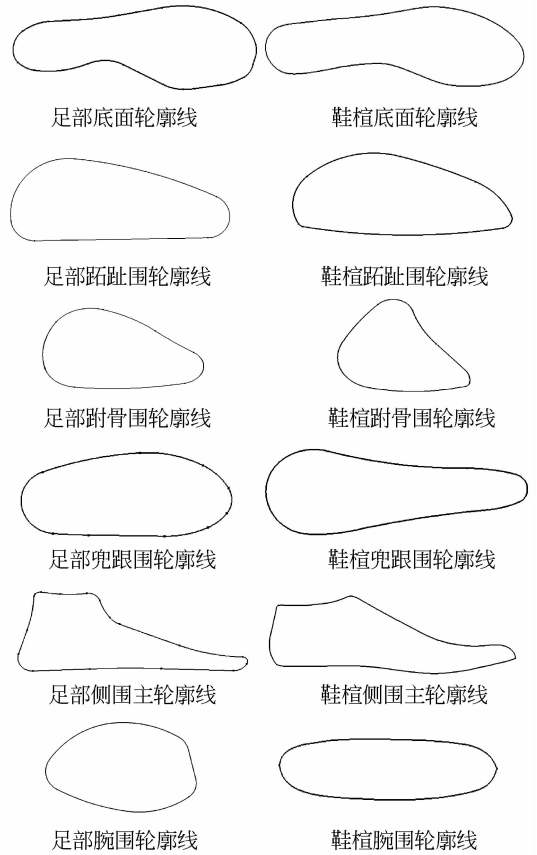 足部底面轮廓线
鞋楦底面轮廓线
足部跖趾围轮廓线
鞋楦跖趾围轮廓线
足部跗骨围轮廓线
鞋楦跗骨围轮廓线
足部兜跟围轮廓线
鞋楦兜跟围轮廓线
足部侧围主轮廓线
鞋楦侧围主轮廓线
足部腕围轮廓线
鞋楦腕围轮廓线